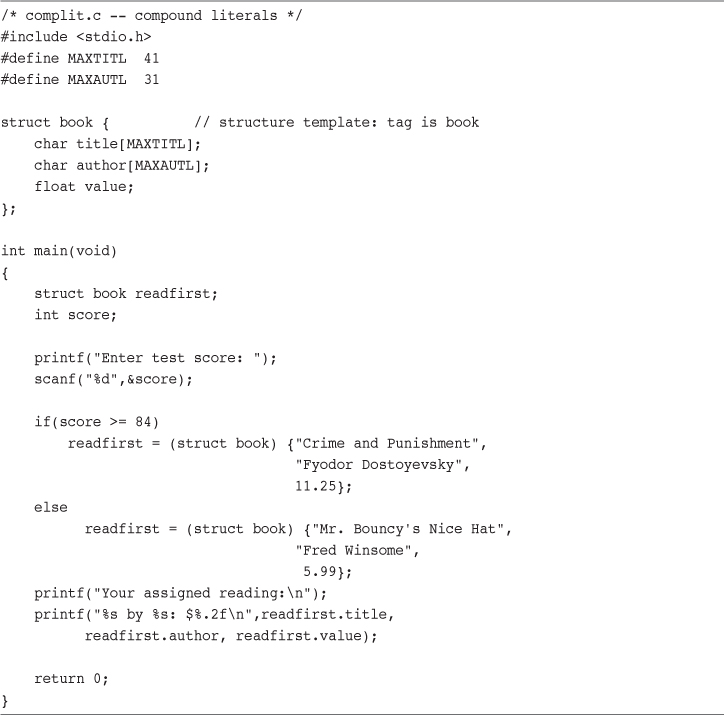 /* complit.c -- compound literals */
#include <stdio.h>
#define MAXTITL  41
#define MAXAUTL  31

struct book {          // structure template: tag is book
    char title[MAXTITL];
    char author[MAXAUTL];
    float value;
};

int main(void)
{
    struct book readfirst;
    int score;

    printf("Enter test score: ");
    scanf("%d",&score);

    if(score >= 84)
        readfirst = (struct book) {"Crime and Punishment",
                                   "Fyodor Dostoyevsky",
                                   11.25};
    else
          readfirst = (struct book) {"Mr. Bouncy's Nice Hat",
                                   "Fred Winsome",
                                    5.99};
    printf("Your assigned reading:\n");
    printf("%s by %s: $%.2f\n",readfirst.title,
          readfirst.author, readfirst.value);

    return 0;
}